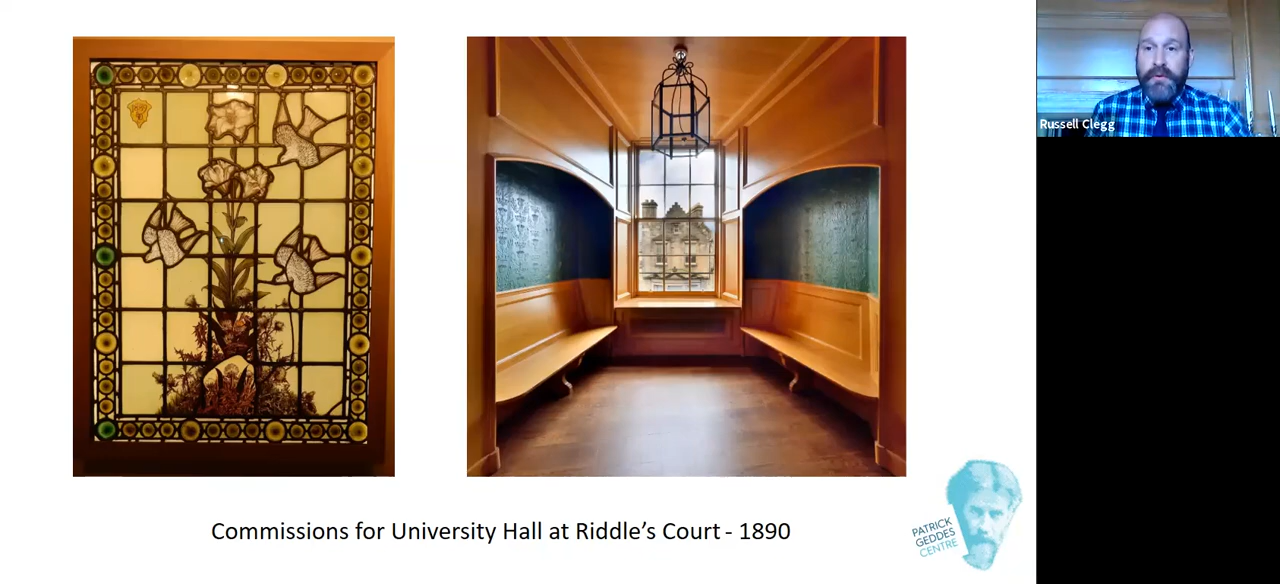 Russell Clegg
Commissions for University Hall at Riddle's Court - 1890
PATRICK
GEDDES
CENTRE